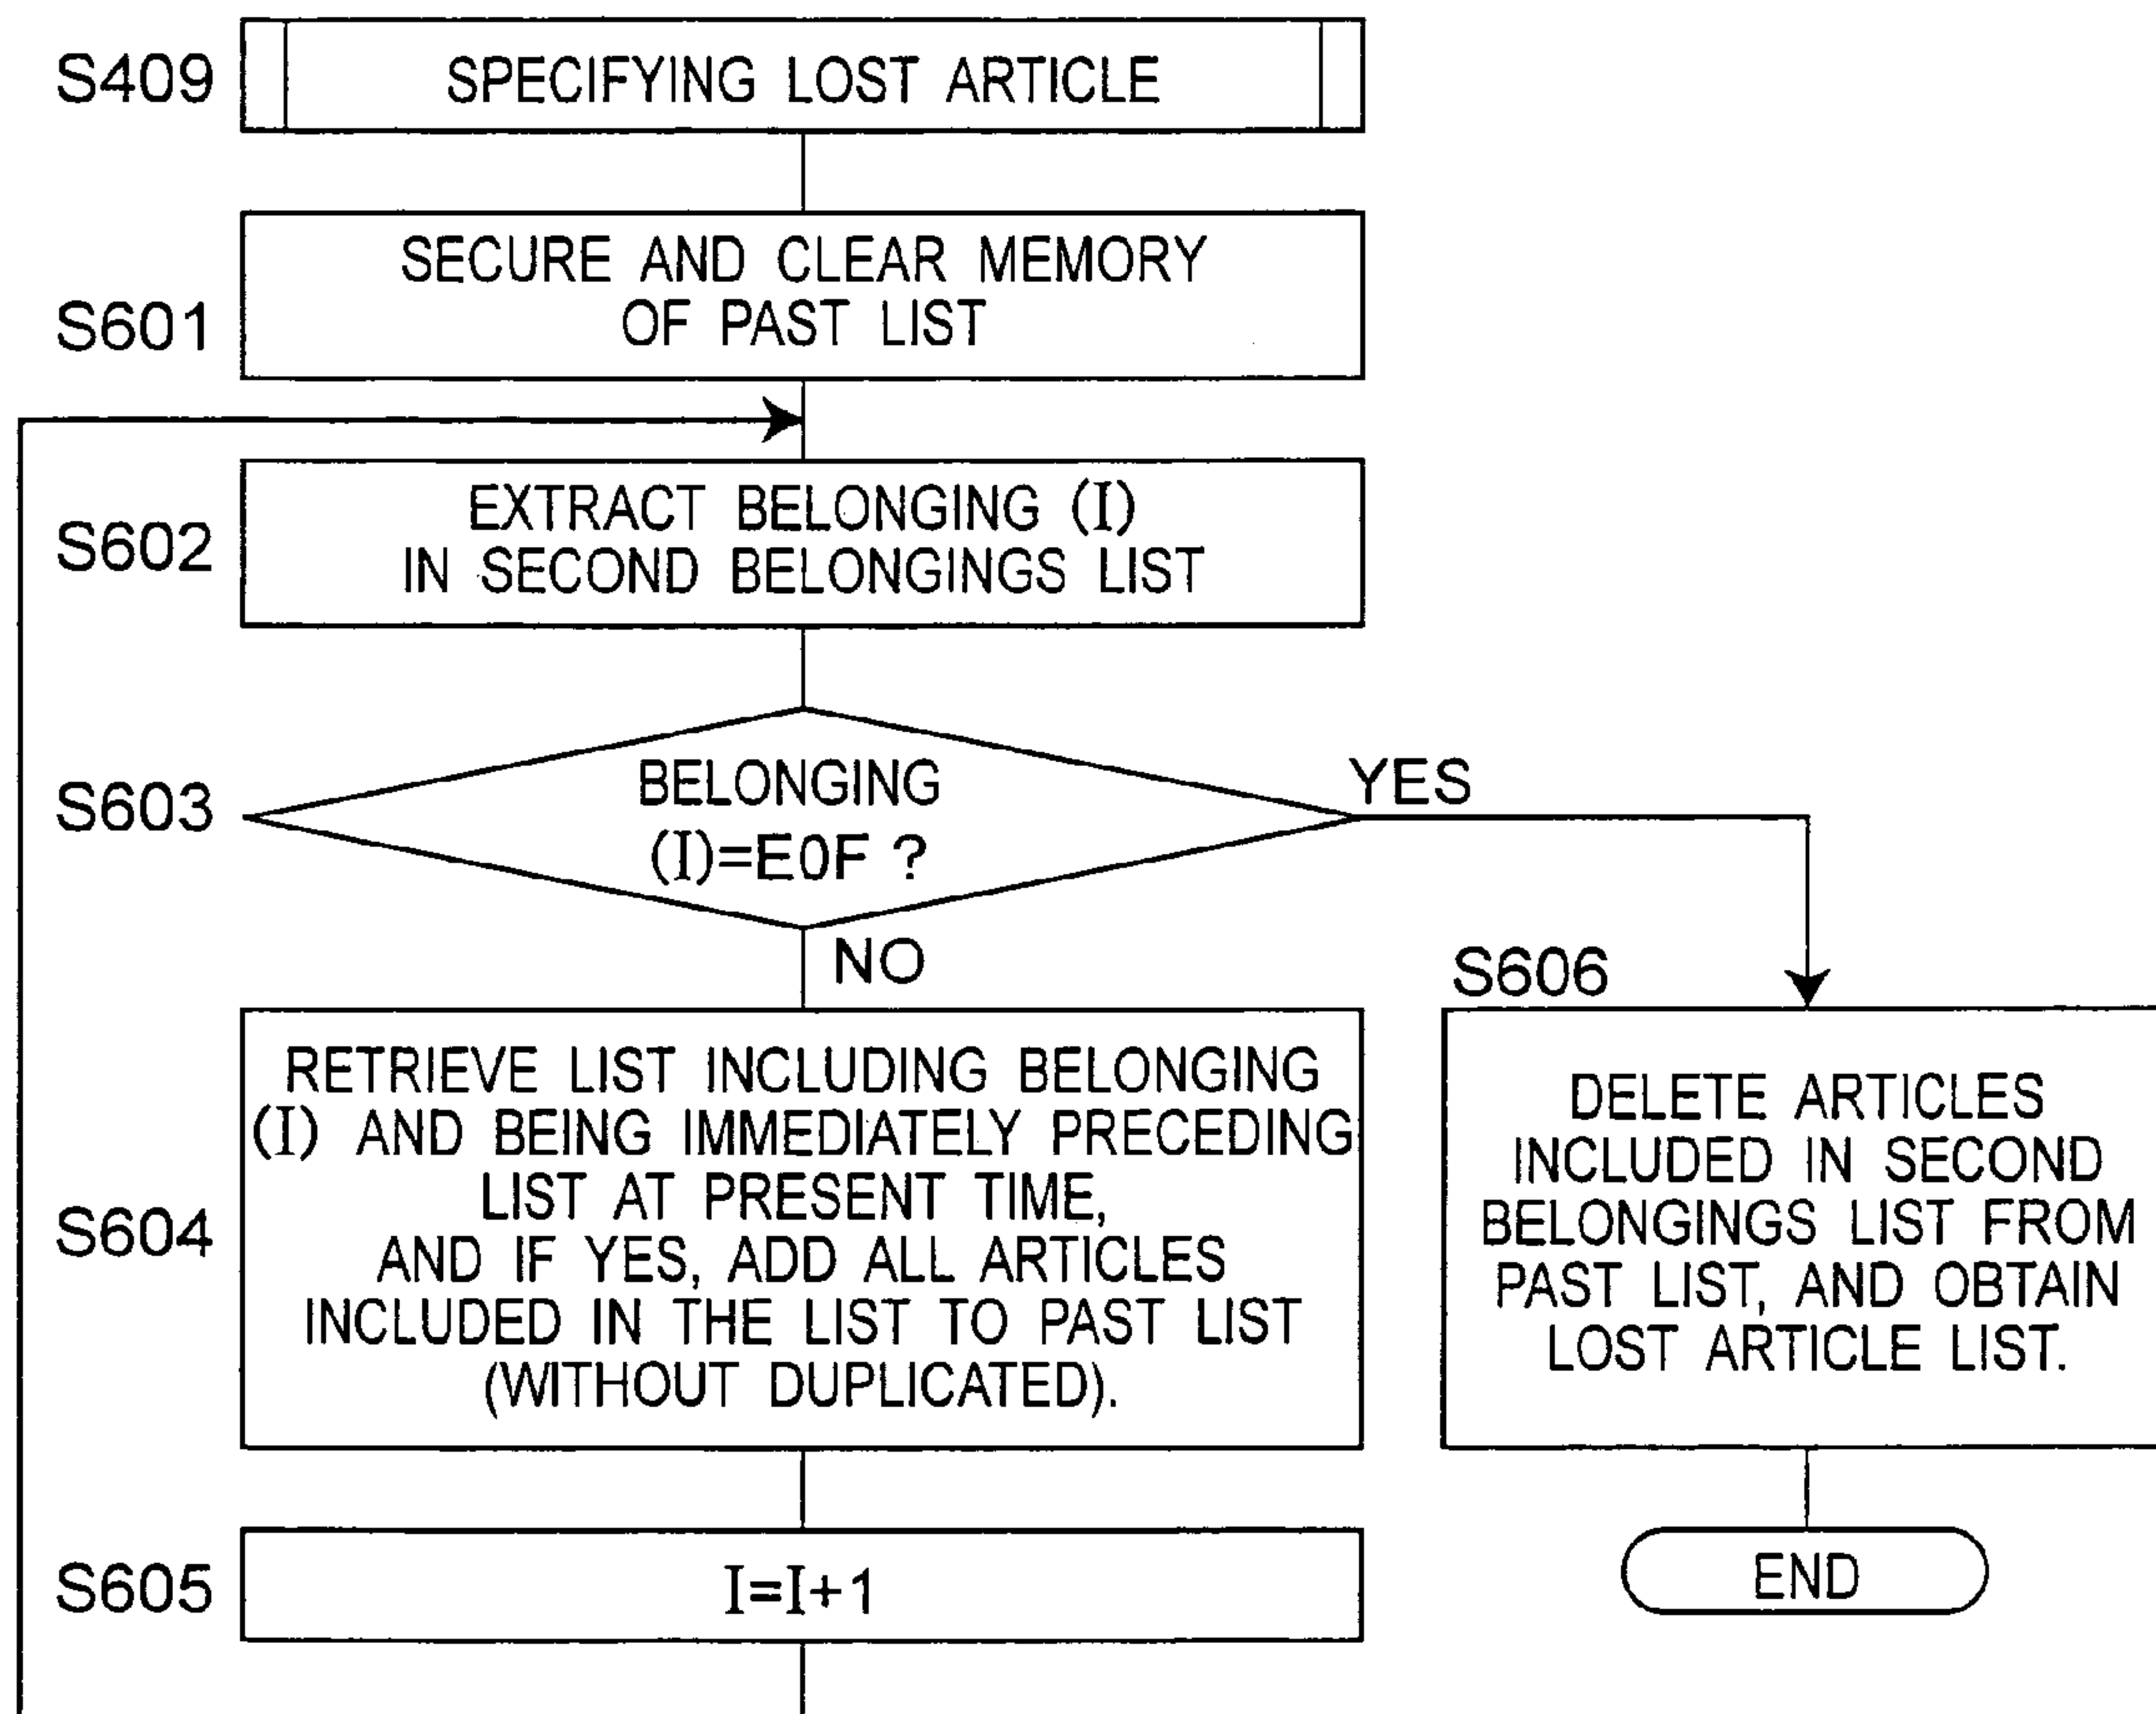 S409
SPECIFYING LOST ARTICLE
S601
SECURE AND CLEAR MEMORY
OF PAST LIST
S602
EXTRACT BELONGING (I)
IN SECOND BELONGINGS LIST
S603
BELONGING
(I)=EOF ?
YES
NO
S604
RETRIEVE LIST INCLUDING BELONGING
(I) AND BEING IMMEDIATELY PRECEDING
LIST AT PRESENT TIME,
AND IF YES, ADD ALL ARTICLES
INCLUDED IN THE LIST TO PAST LIST
(WITHOUT DUPLICATED).
S606
DELETE ARTICLES
INCLUDED IN SECOND
BELONGINGS LIST FROM
PAST LIST, AND OBTAIN
LOST ARTICLE LIST.
S605
I=I+1
END